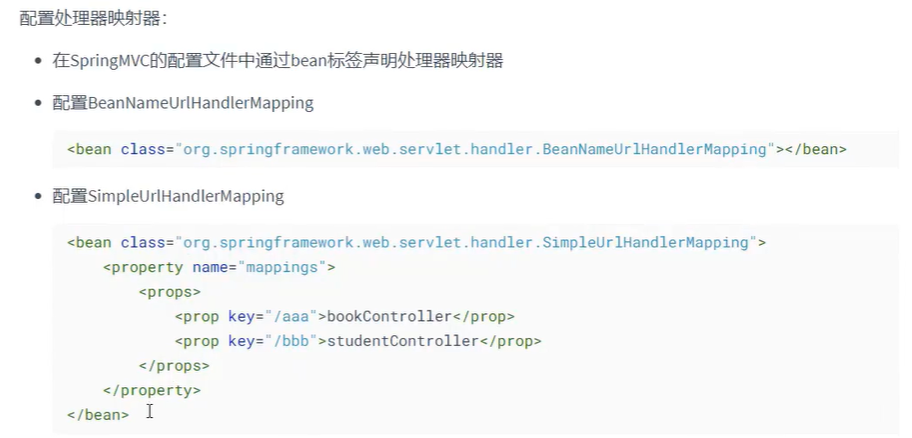 配置处理器映射器：
在SpringMVC的配置文件中通过bean标签声明处理器映射器
配置BeanNameUrlHandlerMapping
<bean class="org.springframework.web.servlet.handler.BeanNameUrlHandlerMapping"></bean>
配置SimpleUrlHandlerMapping
<bean class="org.springframework.web.servlet.handler.SimpleUrlHandlerMapping">
    <property name="mappings">
        <props>
            <prop key="/aaa">bookController</prop>
            <prop key="/bbb">studentController</prop>
        </props>
    </property>
</bean>